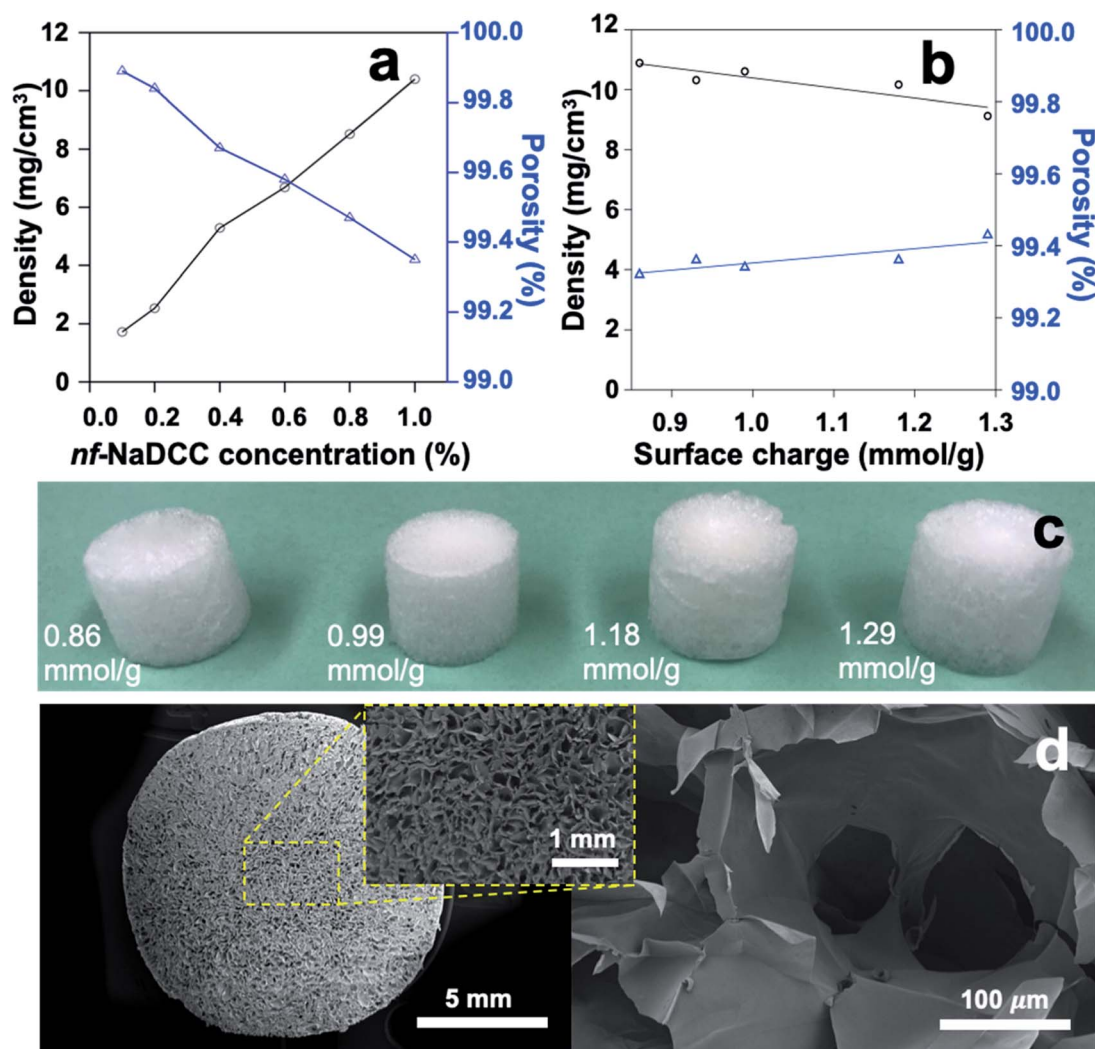 a
12
10
8
6
4
2
0
Density (mg/cm³)
100.0
99.8
99.6
99.4
99.2
99.0
Porosity (%)
0.0 0.2 0.4 0.6 0.8 1.0
nf-NaDCC concentration (%)
b
12
10
8
6
4
2
0
Density (mg/cm³)
100.0
99.8
99.6
99.4
99.2
99.0
Porosity (%)
0.9 1.0 1.1 1.2 1.3
Surface charge (mmol/g)
c
0.86
mmol/g
0.99
mmol/g
1.18
mmol/g
1.29
mmol/g
d
1 mm
5 mm
100 μm